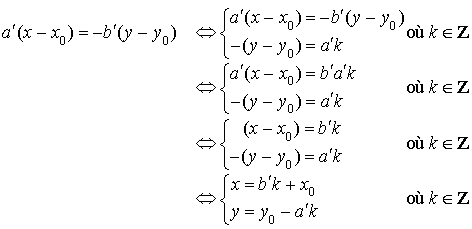 a′(x − x₀) = −b′(y − y₀) ⇔ { a′(x − x₀) = −b′(y − y₀)
−(y − y₀) = a′k où k ∈ Z
⇔ { a′(x − x₀) = b′a′k
−(y − y₀) = a′k où k ∈ Z
⇔ { (x − x₀) = b′k
−(y − y₀) = a′k où k ∈ Z
⇔ { x = b′k + x₀
y = y₀ − a′k où k ∈ Z